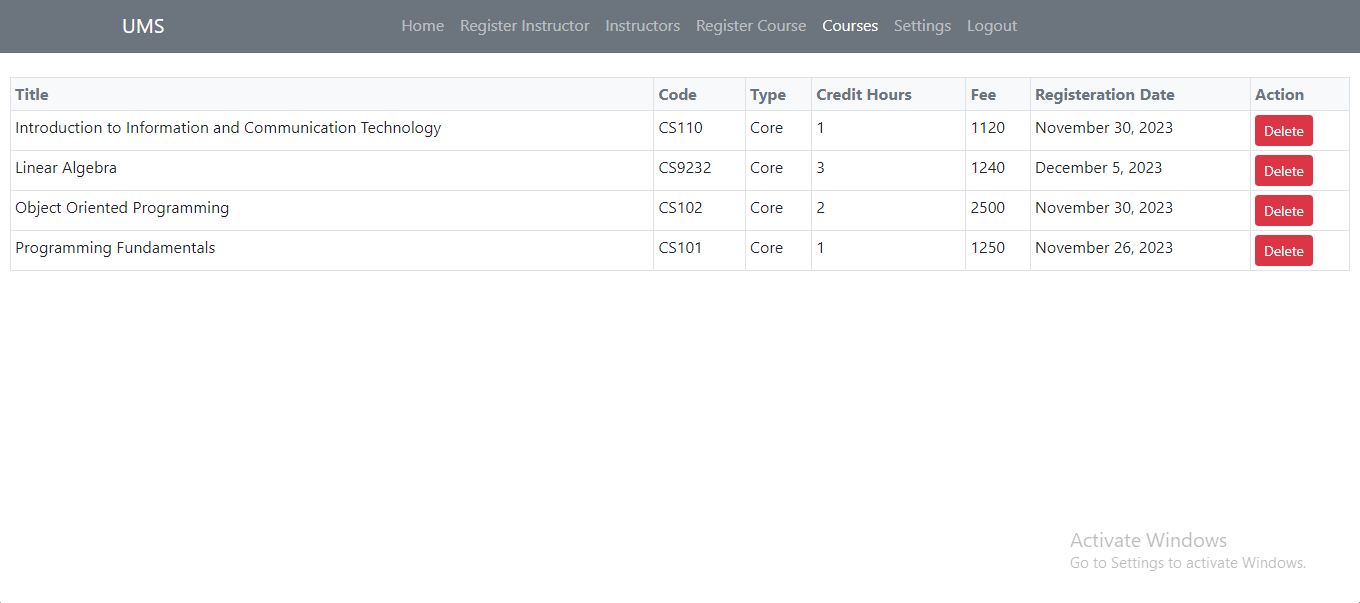 UMS Home Register Instructor Instructors Register Course Courses Settings Logout
Title Code Type Credit Hours Fee Registeration Date Action
Introduction to Information and Communication Technology CS110 Core 1 1120 November 30, 2023 Delete
Linear Algebra CS9232 Core 3 1240 December 5, 2023 Delete
Object Oriented Programming CS102 Core 2 2500 November 30, 2023 Delete
Programming Fundamentals CS101 Core 1 1250 November 26, 2023 Delete
Activate Windows
Go to Settings to activate Windows.